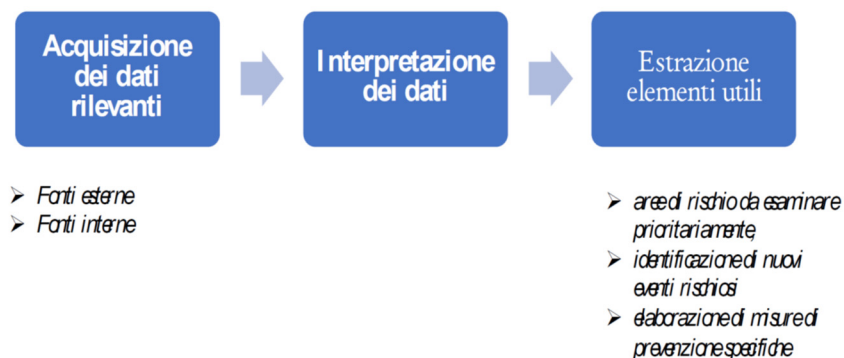 Acquisizione
dei dati
rilevanti
Interpretazione
dei dati
Estrazione
elementi utili
➢ Fonti esterne
➢ Fonti interne
➢ aree di rischio da esaminare
prioritariamente,
➢ identificazione di nuovi
eventi rischiosi
➢ elaborazione di misure di
prevenzione specifiche